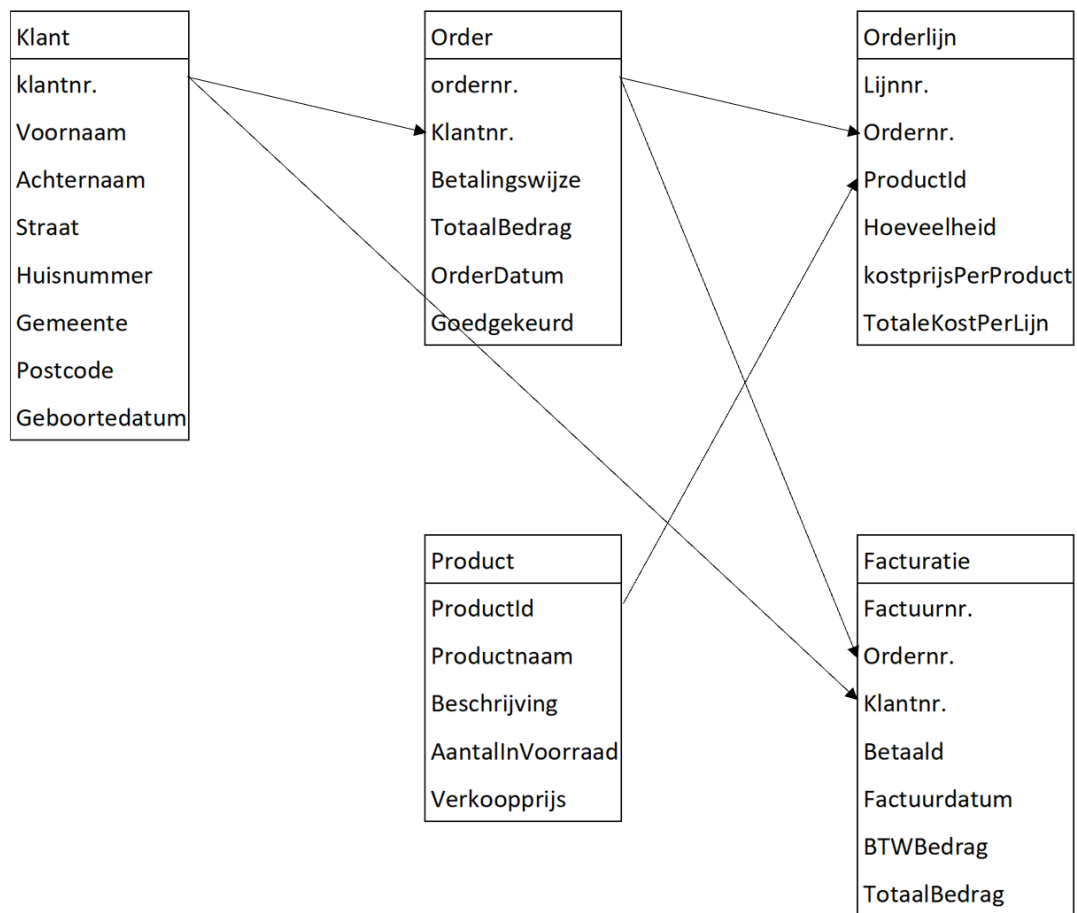 Klant
klantnr.
Voornaam
Achternaam
Straat
Huisnummer
Gemeente
Postcode
Geboortedatum
Order
ordernr.
Klantnr.
Betalingswijze
TotaalBedrag
OrderDatum
Goedgekeurd
Orderlijn
Lijnnr.
Ordernr.
ProductId
Hoeveelheid
kostprijsPerProduct
TotaleKostPerLijn
Product
ProductId
Productnaam
Beschrijving
AantalInVoorraad
Verkoopprijs
Facturatie
Factuurnr.
Ordernr.
Klantnr.
Betaald
Factuurdatum
BTWBedrag
TotaalBedrag